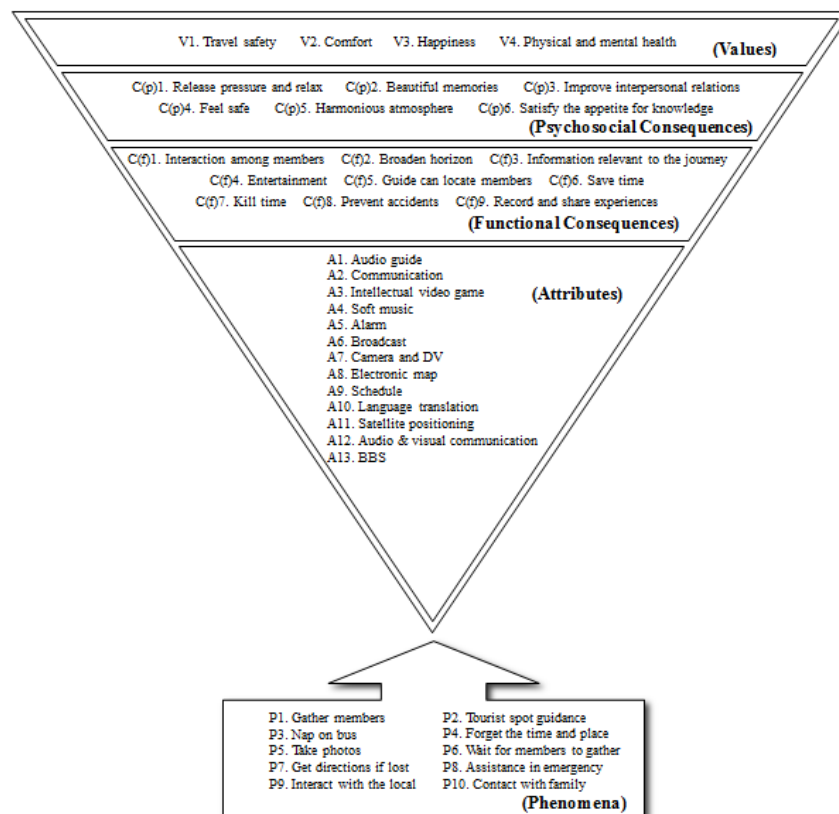 V1. Travel safety V2. Comfort V3. Happiness V4. Physical and mental health (Values)
C(p)1. Release pressure and relax C(p)2. Beautiful memories C(p)3. Improve interpersonal relations
C(p)4. Feel safe C(p)5. Harmonious atmosphere C(p)6. Satisfy the appetite for knowledge
(Psychosocial Consequences)
C(f)1. Interaction among members C(f)2. Broaden horizon C(f)3. Information relevant to the journey
C(f)4. Entertainment C(f)5. Guide can locate members C(f)6. Save time
C(f)7. Kill time C(f)8. Prevent accidents C(f)9. Record and share experiences
(Functional Consequences)
A1. Audio guide
A2. Communication
A3. Intellectual video game (Attributes)
A4. Soft music
A5. Alarm
A6. Broadcast
A7. Camera and DV
A8. Electronic map
A9. Schedule
A10. Language translation
A11. Satellite positioning
A12. Audio & visual communication
A13. BBS
P1. Gather members P2. Tourist spot guidance
P3. Nap on bus P4. Forget the time and place
P5. Take photos P6. Wait for members to gather
P7. Get directions if lost P8. Assistance in emergency
P9. Interact with the local P10. Contact with family
(Phenomena)